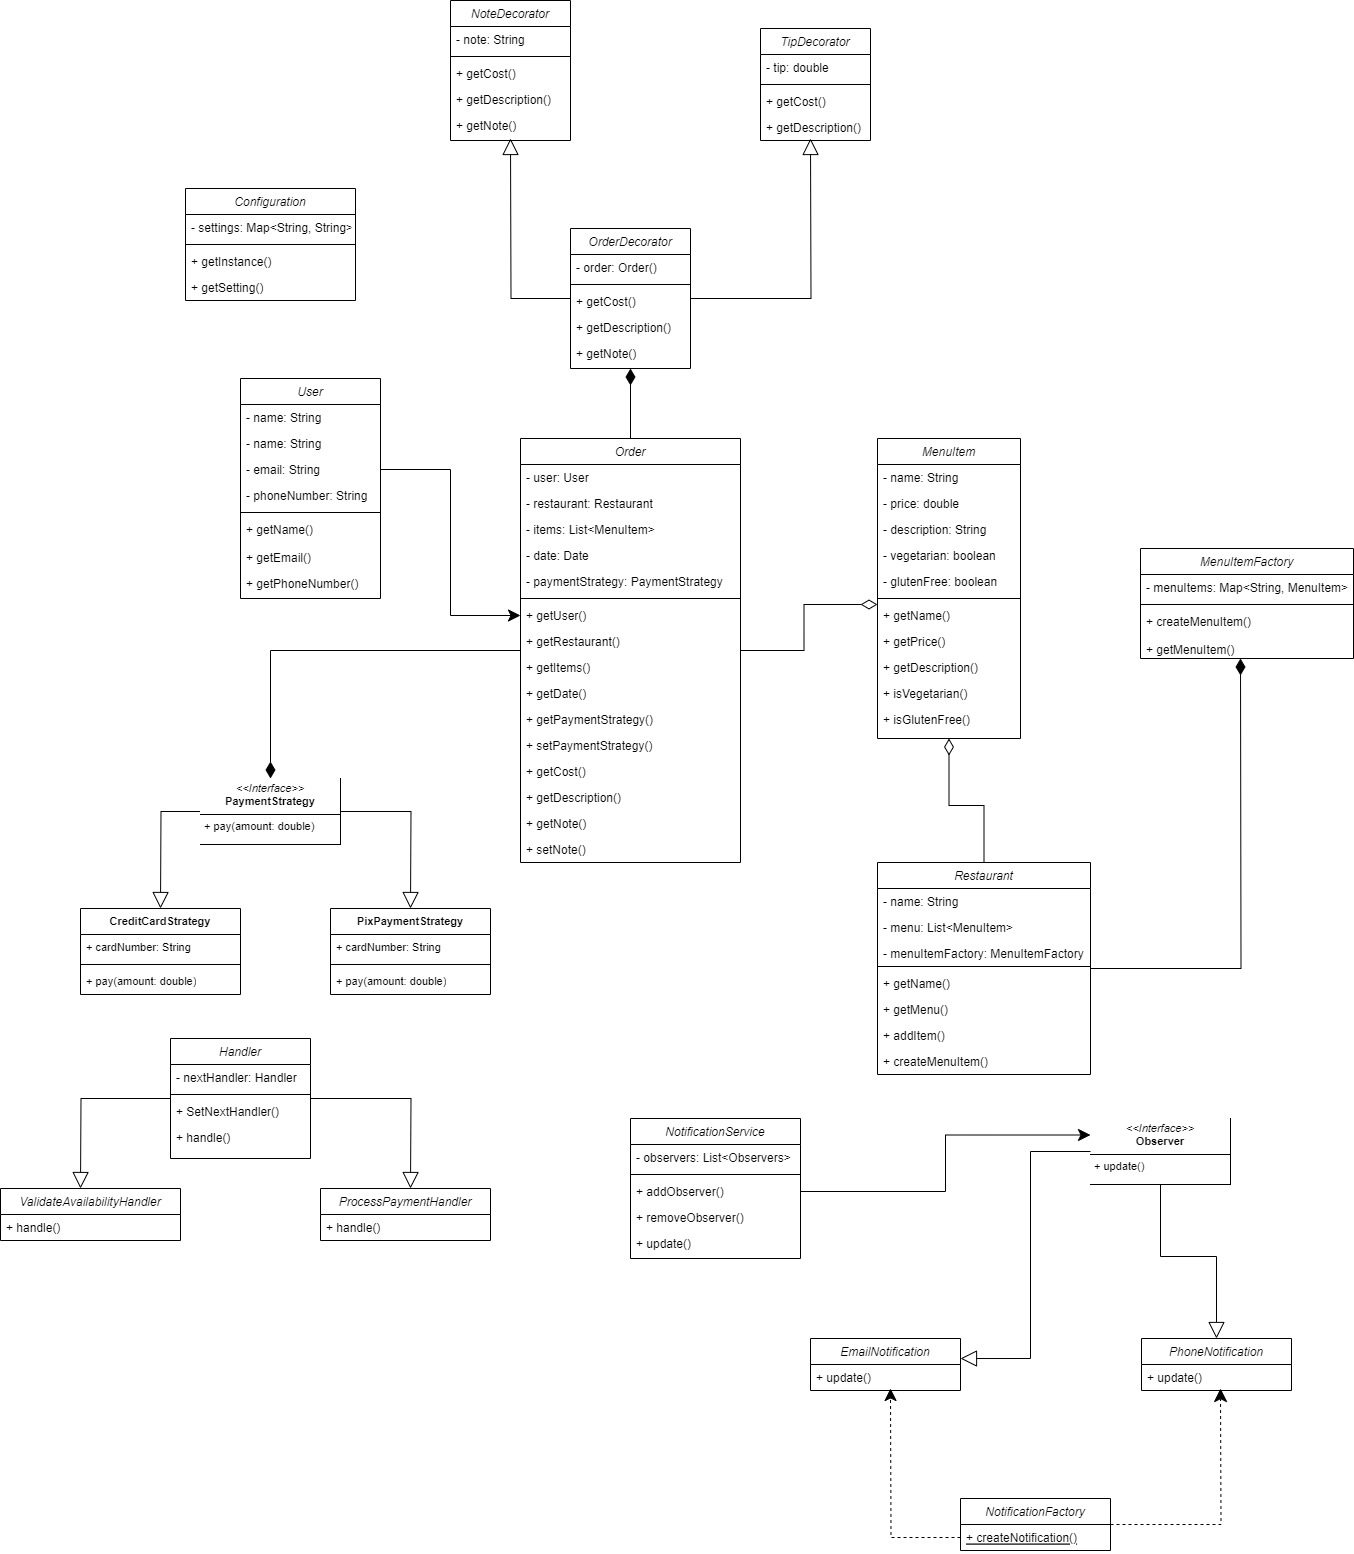 NoteDecorator
- note: String
+ getCost()
+ getDescription()
+ getNote()
TipDecorator
- tip: double
+ getCost()
+ getDescription()
Configuration
- settings: Map<String, String>
+ getInstance()
+ getSetting()
OrderDecorator
- order: Order()
+ getCost()
+ getDescription()
+ getNote()
User
- name: String
- name: String
- email: String
- phoneNumber: String
+ getName()
+ getEmail()
+ getPhoneNumber()
Order
- user: User
- restaurant: Restaurant
- items: List<MenuItem>
- date: Date
- paymentStrategy: PaymentStrategy
+ getUser()
+ getRestaurant()
+ getItems()
+ getDate()
+ getPaymentStrategy()
+ setPaymentStrategy()
+ getCost()
+ getDescription()
+ getNote()
+ setNote()
MenuItem
- name: String
- price: double
- description: String
- vegetarian: boolean
- glutenFree: boolean
+ getName()
+ getPrice()
+ getDescription()
+ isVegetarian()
+ isGlutenFree()
MenuItemFactory
- menuItems: Map<String, MenuItem>
+ createMenuItem()
+ getMenuItem()
<<Interface>>
PaymentStrategy
+ pay(amount: double)
CreditCardStrategy
+ cardNumber: String
+ pay(amount: double)
PixPaymentStrategy
+ cardNumber: String
+ pay(amount: double)
Restaurant
- name: String
- menu: List<MenuItem>
- menuItemFactory: MenuItemFactory
+ getName()
+ getMenu()
+ addItem()
+ createMenuItem()
Handler
- nextHandler: Handler
+ SetNextHandler()
+ handle()
ValidateAvailabilityHandler
+ handle()
ProcessPaymentHandler
+ handle()
NotificationService
- observers: List<Observers>
+ addObserver()
+ removeObserver()
+ update()
<<Interface>>
Observer
+ update()
EmailNotification
+ update()
PhoneNotification
+ update()
NotificationFactory
+ createNotification()